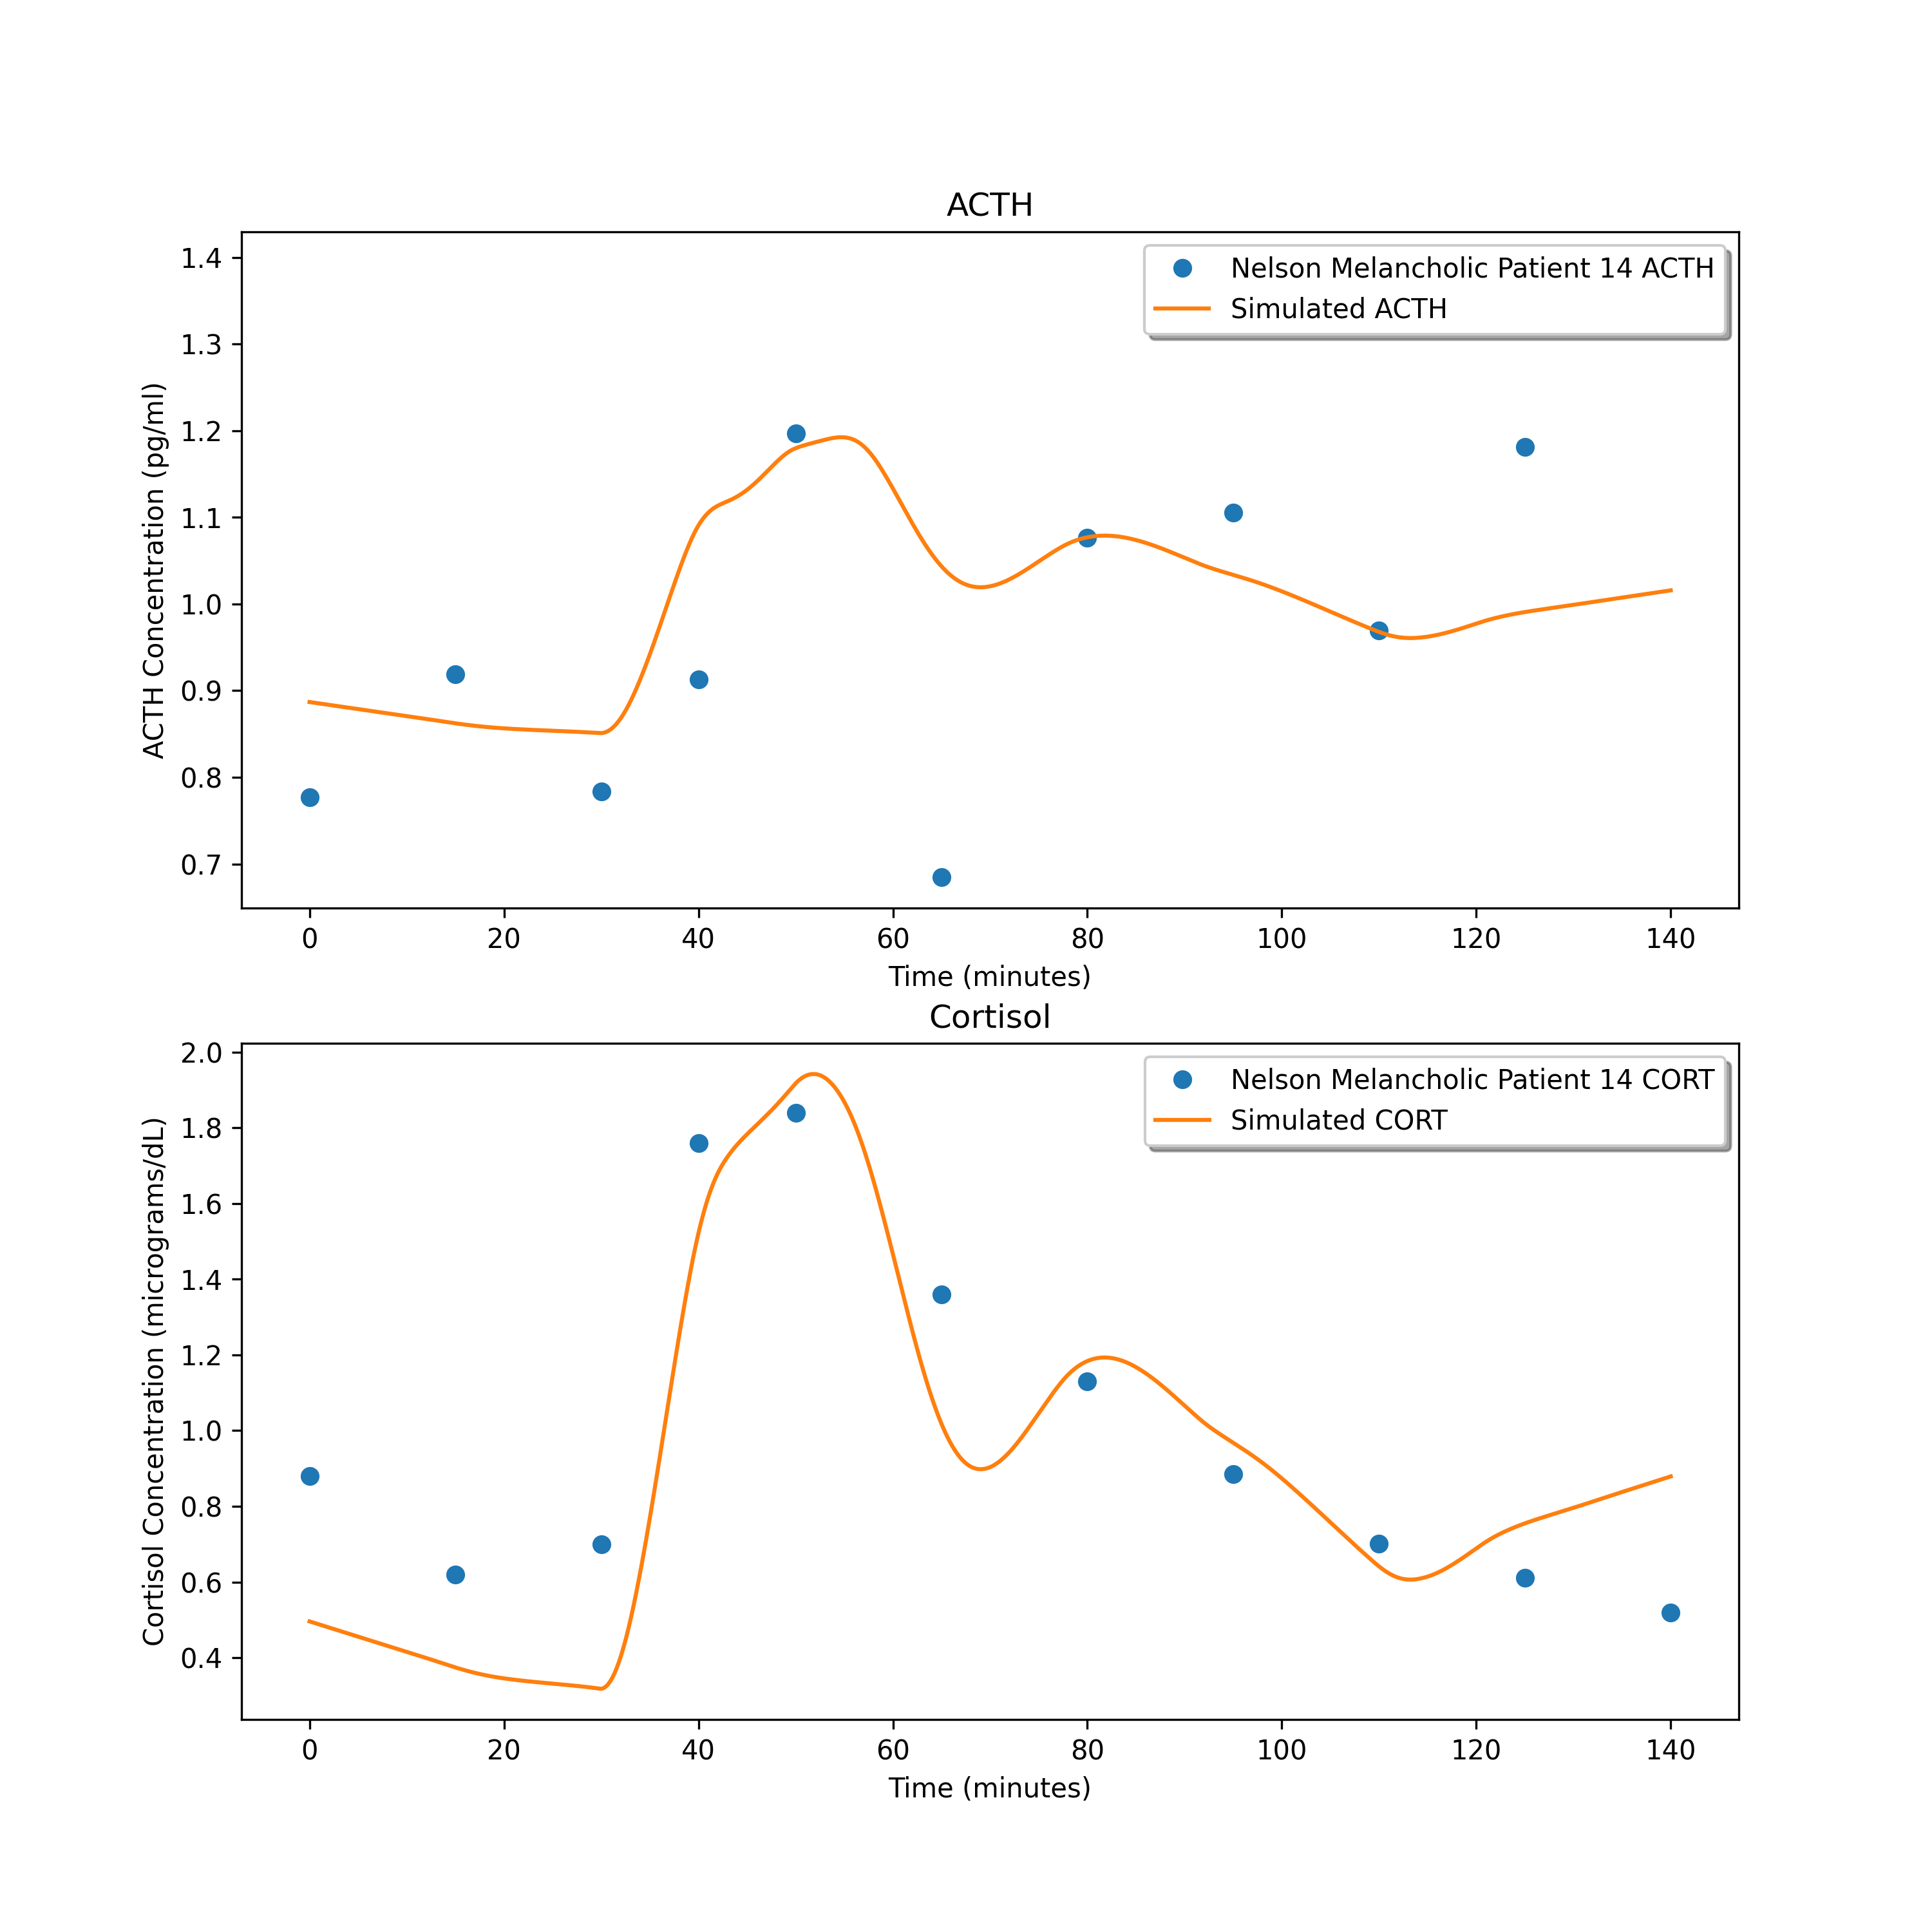 ACTH
Nelson Melancholic Patient 14 ACTH
Simulated ACTH
ACTH Concentration (pg/ml)
1.4
1.3
1.2
1.1
1.0
0.9
0.8
0.7
0 20 40 60 80 100 120 140
Time (minutes)
Cortisol
Nelson Melancholic Patient 14 CORT
Simulated CORT
Cortisol Concentration (micrograms/dL)
2.0
1.8
1.6
1.4
1.2
1.0
0.8
0.6
0.4
0 20 40 60 80 100 120 140
Time (minutes)